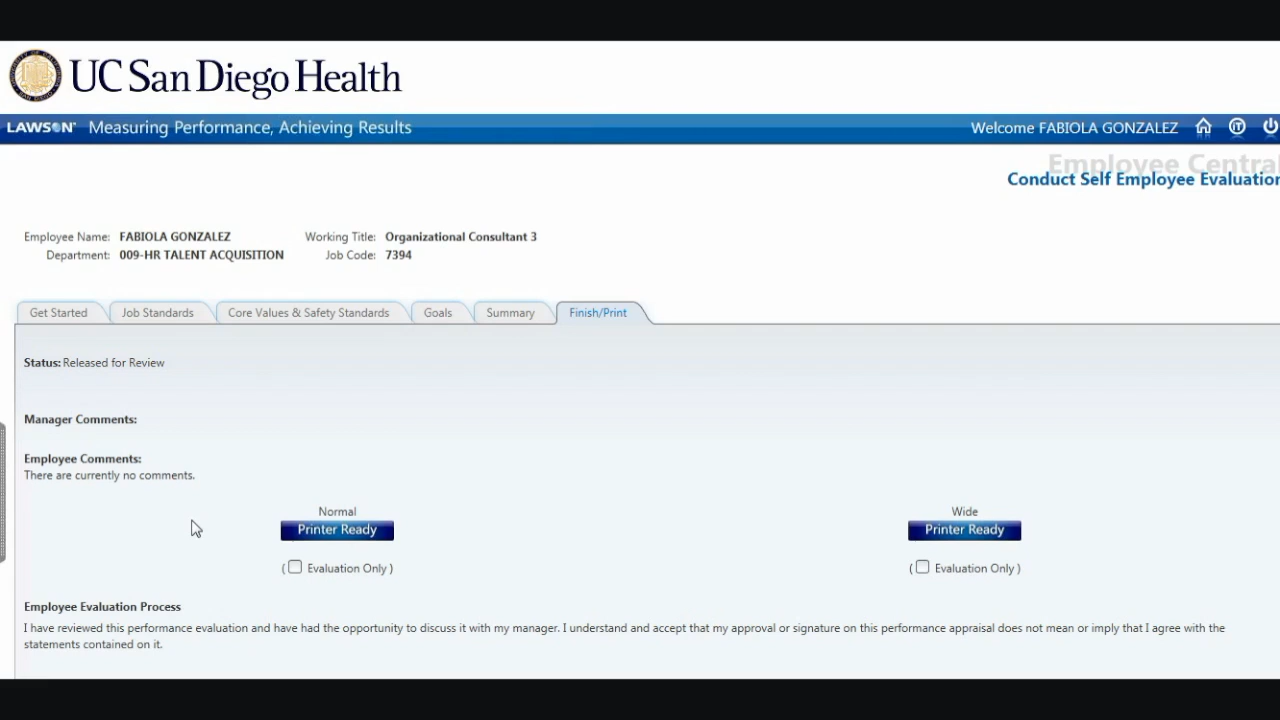 UC San Diego Health
LAWSON Measuring Performance, Achieving Results Welcome FABIOLA GONZALEZ
Employee Central
Conduct Self Employee Evaluation
Employee Name: FABIOLA GONZALEZ Working Title: Organizational Consultant 3
Department: 009-HR TALENT ACQUISITION Job Code: 7394
Get Started Job Standards Core Values & Safety Standards Goals Summary Finish/Print
Status: Released for Review
Manager Comments:
Employee Comments:
There are currently no comments.
Normal Wide
Printer Ready Printer Ready
( Evaluation Only ) ( Evaluation Only )
Employee Evaluation Process
I have reviewed this performance evaluation and have had the opportunity to discuss it with my manager. I understand and accept that my approval or signature on this performance appraisal does not mean or imply that I agree with the
statements contained on it.